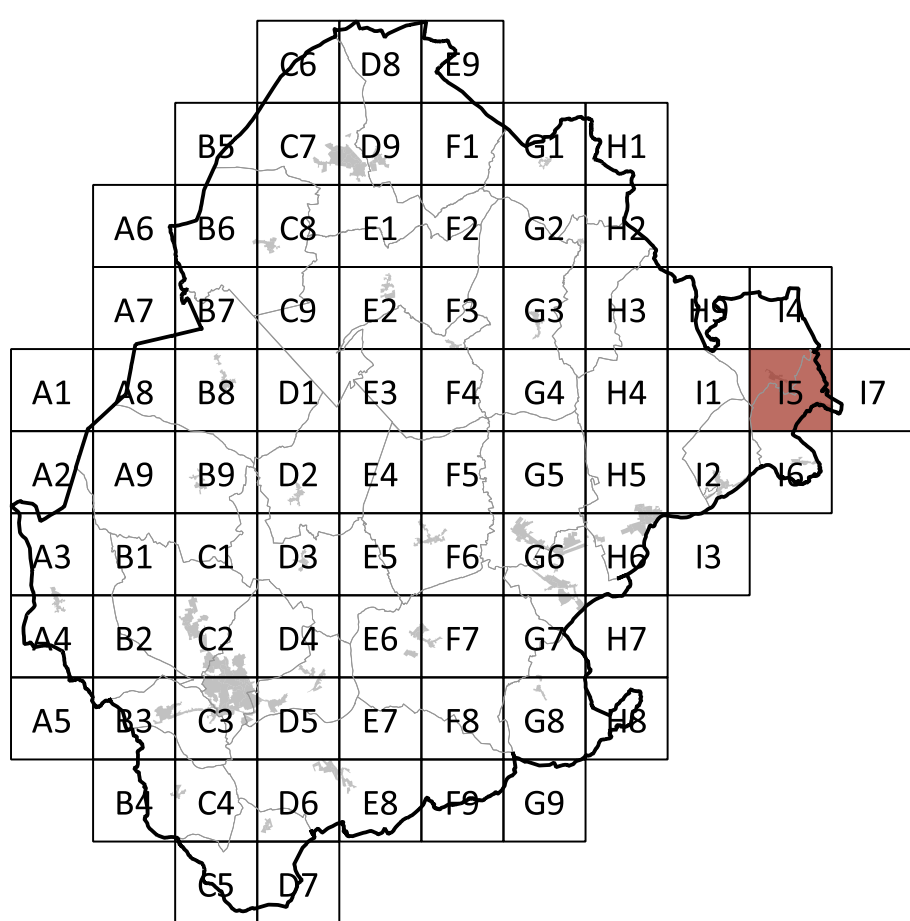 C6 D8 E9
B5 C7 D9 F1 G1 H1
A6 B6 C8 E1 F2 G2 H2
A7 B7 C9 E2 F3 G3 H3 H9 I4
A1 A8 B8 D1 E3 F4 G4 H4 I1 I5 I7
A2 A9 B9 D2 E4 F5 G5 H5 I2 I6
A3 B1 C1 D3 E5 F6 G6 H6 I3
A4 B2 C2 D4 E6 F7 G7 H7
A5 B3 C3 D5 E7 F8 G8 H8
B4 C4 D6 E8 F9 G9
C5 D7